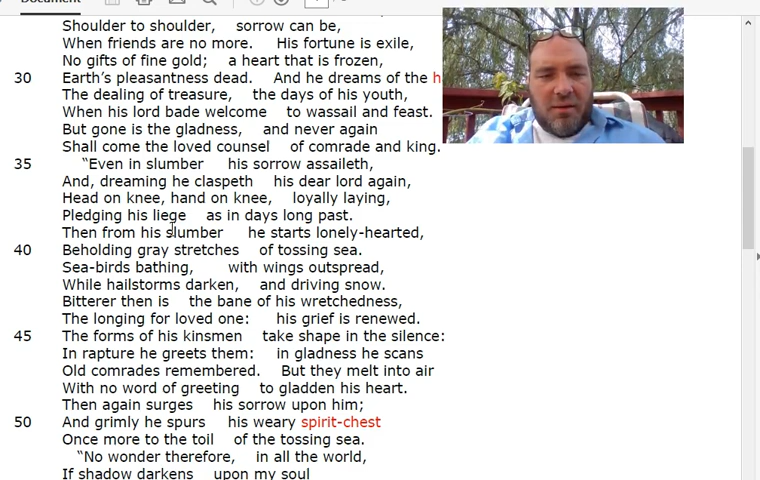 Document
Shoulder to shoulder, sorrow can be,
When friends are no more. His fortune is exile,
No gifts of fine gold; a heart that is frozen,
30 Earth's pleasantness dead. And he dreams of the
The dealing of treasure, the days of his youth,
When his lord bade welcome to wassail and feast.
But gone is the gladness, and never again
Shall come the loved counsel of comrade and king.
35 "Even in slumber his sorrow assaileth,
And, dreaming he claspeth his dear lord again,
Head on knee, hand on knee, loyally laying,
Pledging his liege as in days long past.
Then from his slumber he starts lonely-hearted,
40 Beholding gray stretches of tossing sea.
Sea-birds bathing, with wings outspread,
While hailstorms darken, and driving snow.
Bitterer then is the bane of his wretchedness,
The longing for loved one: his grief is renewed.
45 The forms of his kinsmen take shape in the silence:
In rapture he greets them: in gladness he scans
Old comrades remembered. But they melt into air
With no word of greeting to gladden his heart.
Then again surges his sorrow upon him;
50 And grimly he spurs his weary spirit-chest
Once more to the toil of the tossing sea.
"No wonder therefore, in all the world,
If shadow darkens upon my soul